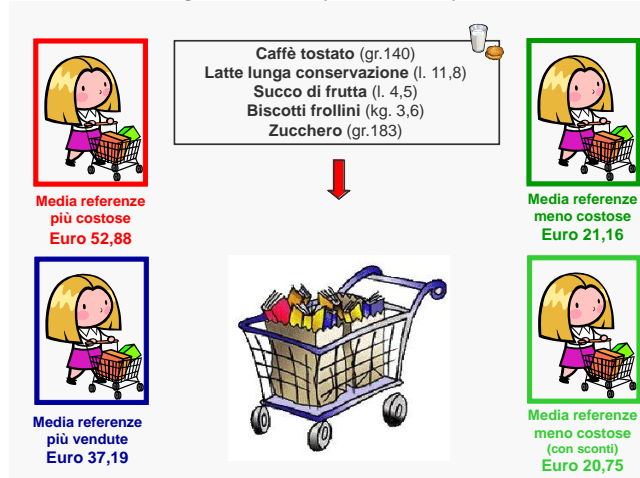 Caffè tostato (gr.140)
Latte lunga conservazione (l. 11,8)
Succo di frutta (l. 4,5)
Biscotti frollini (kg. 3,6)
Zucchero (gr.183)
Media referenze
più costose
Euro 52,88
Media referenze
meno costose
Euro 21,16
Media referenze
più vendute
Euro 37,19
Media referenze
meno costose
(con sconti)
Euro 20,75